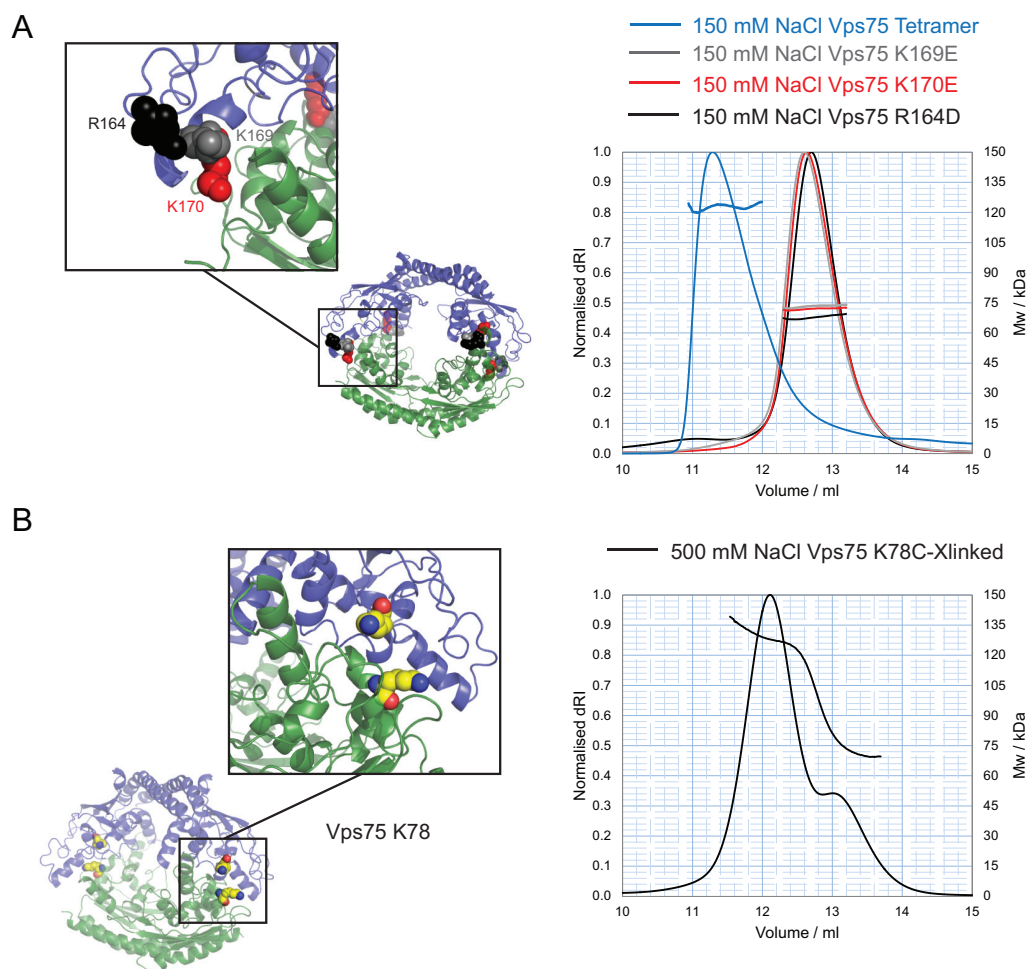 A
R164
K169
K170
150 mM NaCl Vps75 Tetramer
150 mM NaCl Vps75 K169E
150 mM NaCl Vps75 K170E
150 mM NaCl Vps75 R164D
1.0
0.9
0.8
0.7
0.6
0.5
0.4
0.3
0.2
0.1
0.0
Normalised dRI
150
135
120
105
90
75
60
45
30
15
0
Mw / kDa
10 11 12 13 14 15
Volume / ml
B
Vps75 K78
500 mM NaCl Vps75 K78C-Xlinked
1.0
0.9
0.8
0.7
0.6
0.5
0.4
0.3
0.2
0.1
0.0
Normalised dRI
150
135
120
105
90
75
60
45
30
15
0
Mw / kDa
10 11 12 13 14 15
Volume / ml